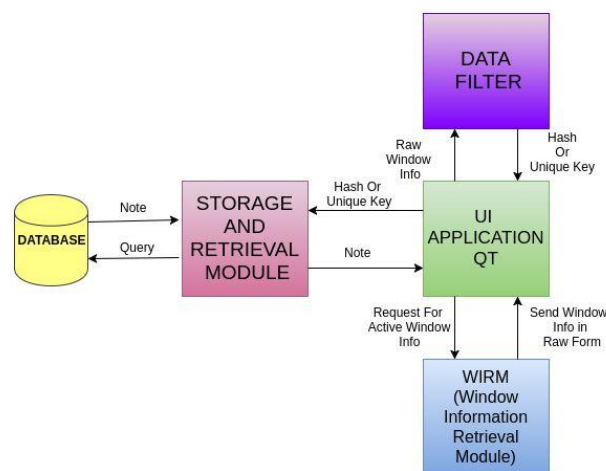 DATA
FILTER
Raw
Window
Info
Hash
Or
Unique Key
Hash Or
Unique Key
Note
STORAGE
AND
RETRIEVAL
MODULE
UI
APPLICATION
QT
DATABASE
Query
Note
Request For
Active Window
Info
Send Window
Info in
Raw Form
WIRM
(Window
Information
Retrieval
Module)